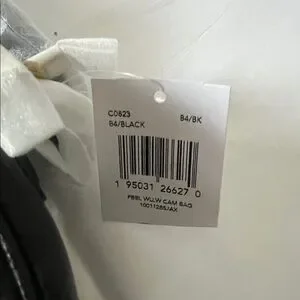 C0823
B4/BLACK B4/BK
1 95031 26627 0
PBBL WLLW CAM BAG